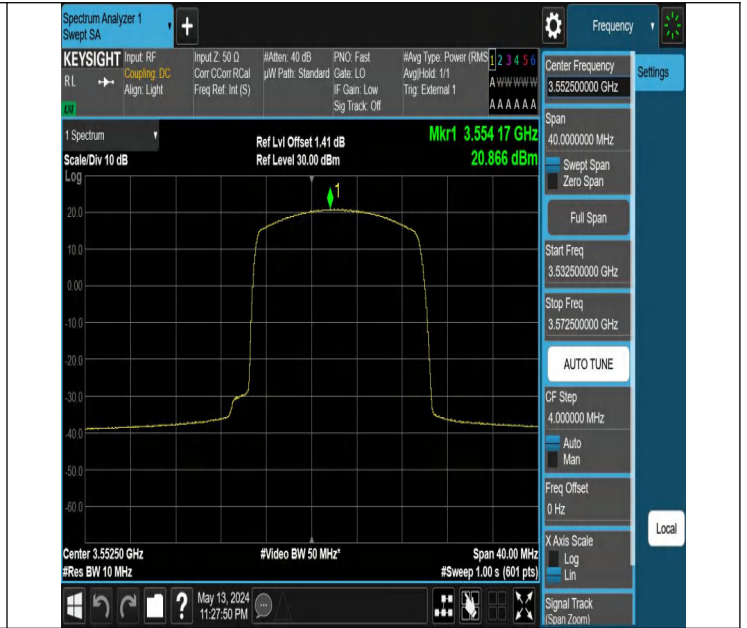 Spectrum Analyzer 1
Swept SA
+
Frequency
KEYSIGHT
RL
LXI
Input: RF
Coupling: DC
Align: Light
Input Z: 50 Ω
Corr CCorr RCal
Freq Ref: Int (S)
#Atten: 40 dB
µW Path: Standard
PNO: Fast
Gate: LO
IF Gain: Low
Sig Track: Off
#Avg Type: Power (RMS
Avg|Hold: 1/1
Trig: External 1
1 2 3 4 5 6
A W W W W W
A A A A A A
Center Frequency
3.552500000 GHz
Settings
Span
40.0000000 MHz
Swept Span
Zero Span
Full Span
Start Freq
3.532500000 GHz
Stop Freq
3.572500000 GHz
AUTO TUNE
CF Step
4.000000 MHz
Auto
Man
Freq Offset
0 Hz
X Axis Scale
Log
Lin
Signal Track
(Span Zoom)
Local
1 Spectrum
Scale/Div 10 dB
Ref Lvl Offset 1.41 dB
Ref Level 30.00 dBm
Mkr1 3.554 17 GHz
20.866 dBm
Log
1
20.0
10.0
0.00
-10.0
-20.0
-30.0
-40.0
-50.0
-60.0
Center 3.55250 GHz
#Res BW 10 MHz
#Video BW 50 MHz*
Span 40.00 MHz
#Sweep 1.00 s (601 pts)
?
May 13, 2024
11:27:50 PM